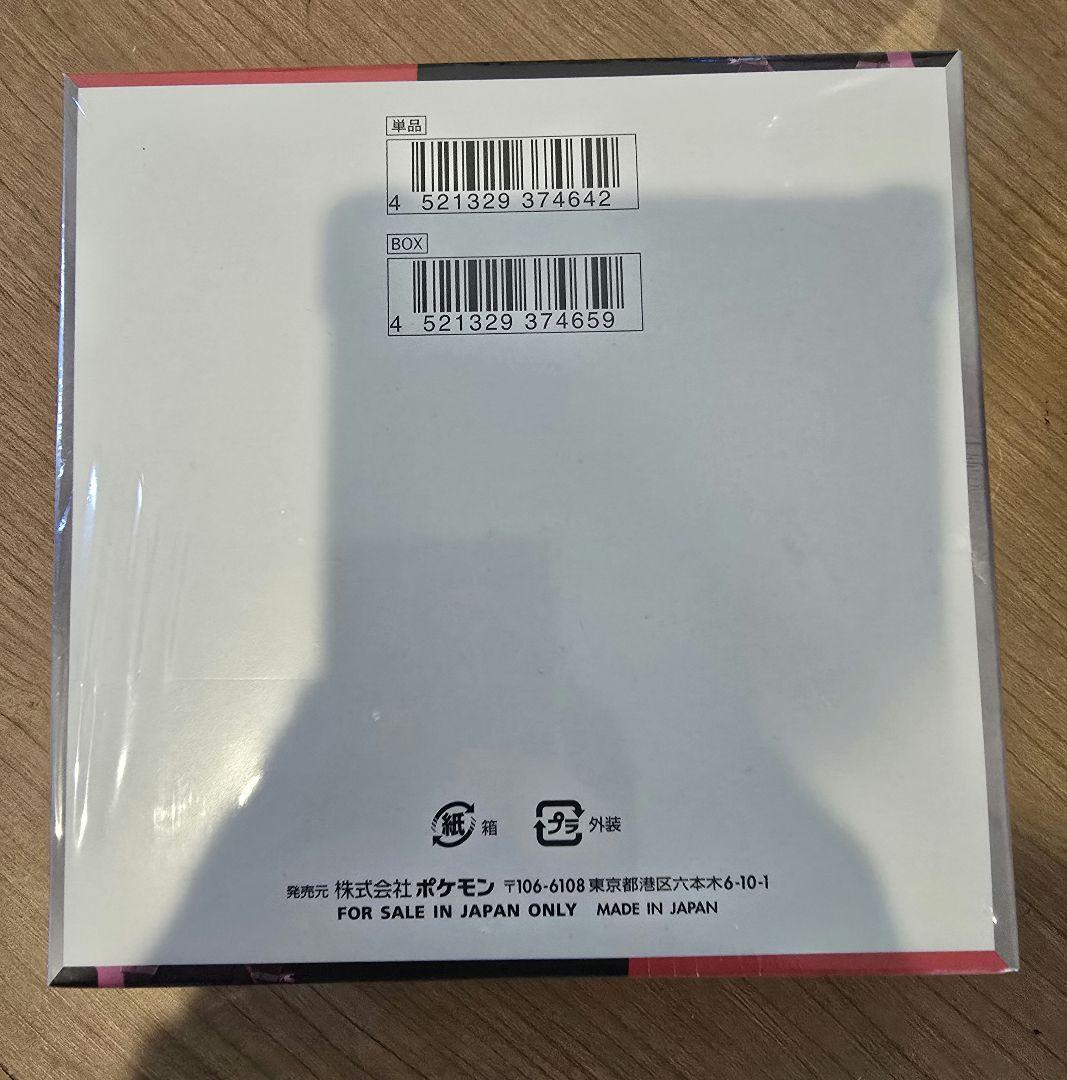 単品
4 521329 374642
BOX
4 521329 374659
紙 箱 プラ 外装
発売元 株式会社 ポケモン 〒106-6108 東京都港区六本木6-10-1
FOR SALE IN JAPAN ONLY MADE IN JAPAN